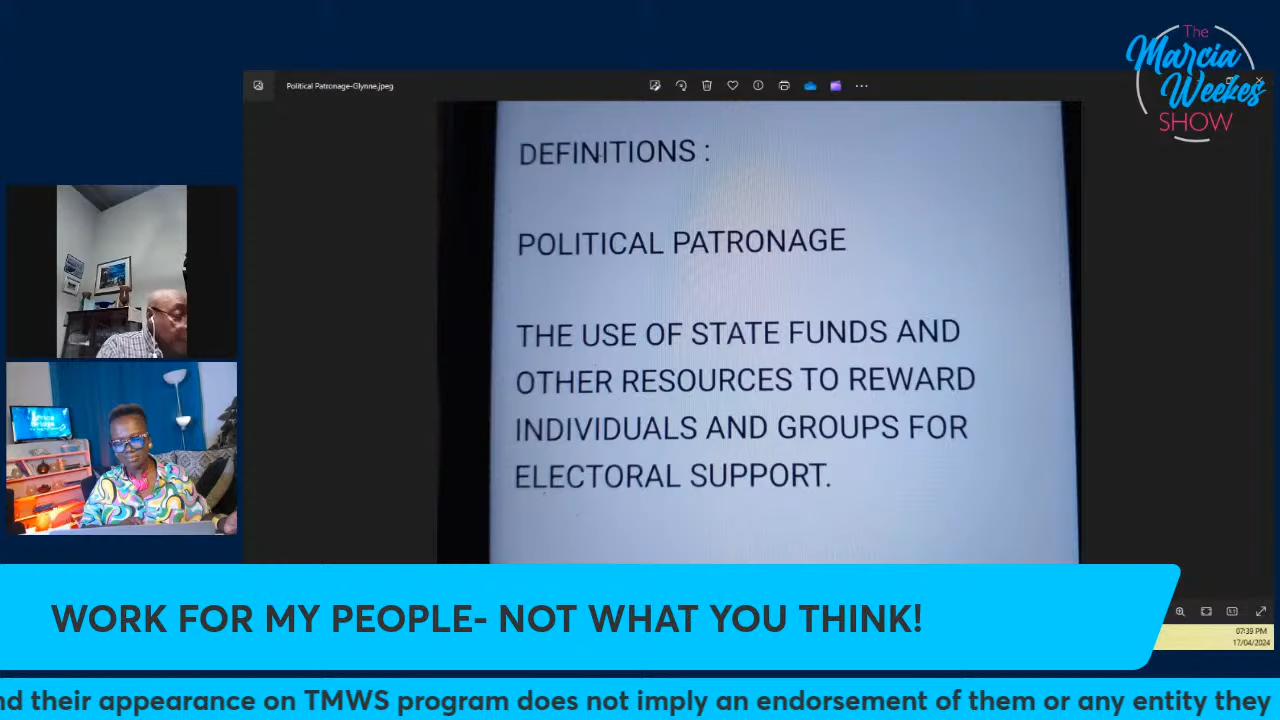 The
Marcia
Weekes
SHOW
Political Patronage-Glynne.jpeg
DEFINITIONS :
POLITICAL PATRONAGE
THE USE OF STATE FUNDS AND
OTHER RESOURCES TO REWARD
INDIVIDUALS AND GROUPS FOR
ELECTORAL SUPPORT.
WORK FOR MY PEOPLE- NOT WHAT YOU THINK!
07:39 PM
17/04/2024
nd their appearance on TMWS program does not imply an endorsement of them or any entity they